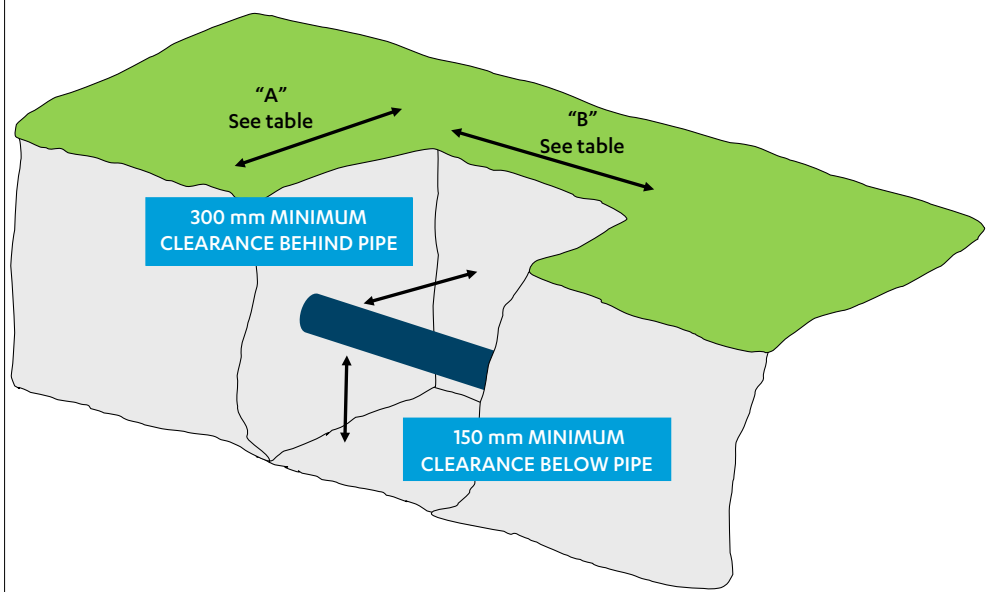 “A”
See table
“B”
See table
300 mm MINIMUM
CLEARANCE BEHIND PIPE
150 mm MINIMUM
CLEARANCE BELOW PIPE